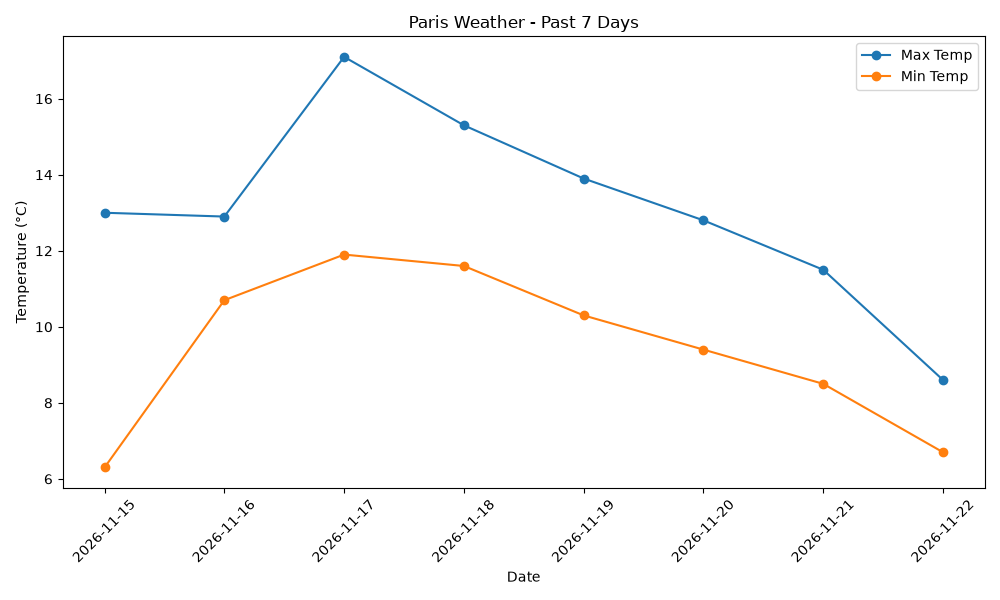 Paris Weather - Past 7 Days
Max Temp
Min Temp
Temperature (°C)
16
14
12
10
8
6
2026-11-15
2026-11-16
2026-11-17
2026-11-18
2026-11-19
2026-11-20
2026-11-21
2026-11-22
Date